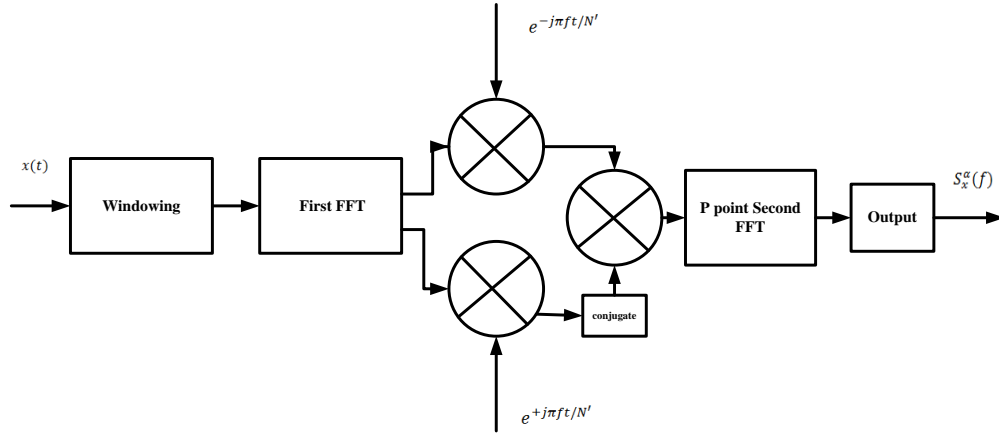 e^{-jπft/N′}
x(t)
Windowing
First FFT
P point Second
FFT
Output
S_x^α(f)
conjugate
e^{+jπft/N′}